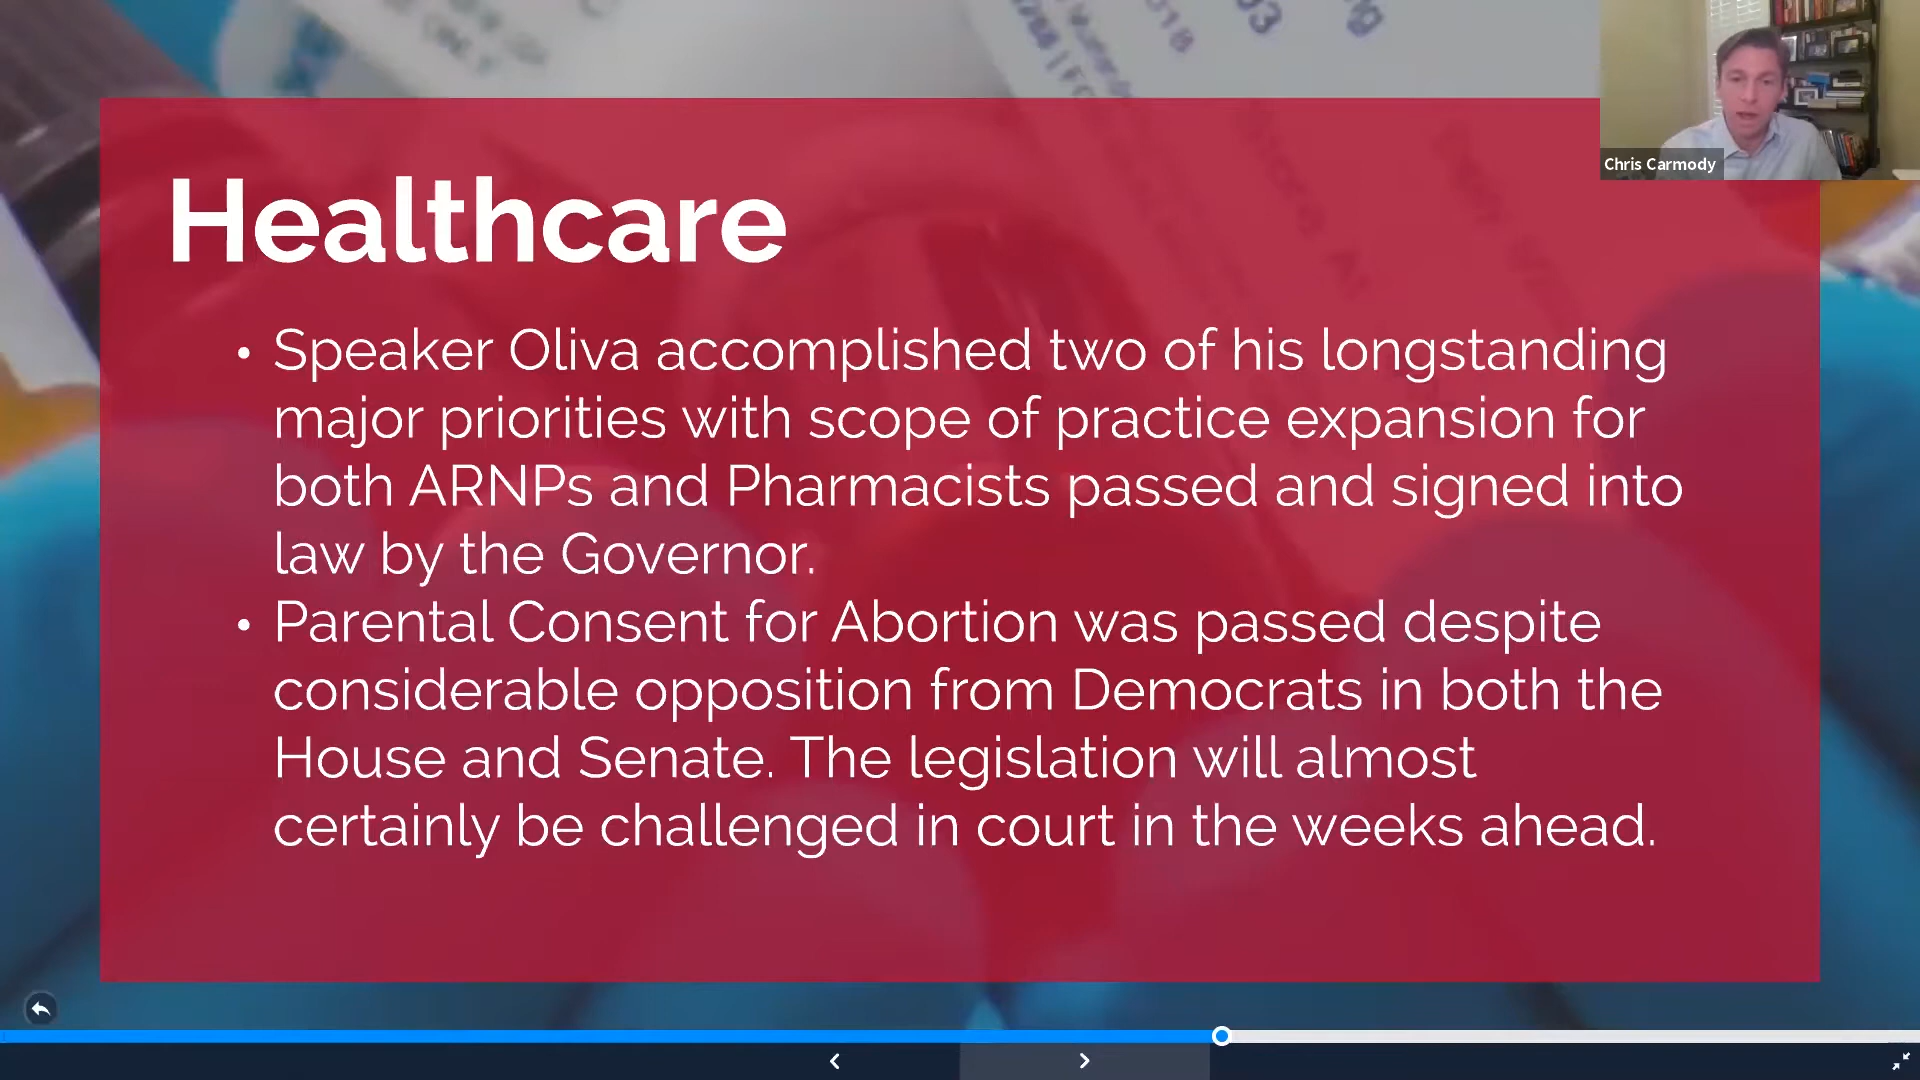 Healthcare
• Speaker Oliva accomplished two of his longstanding
major priorities with scope of practice expansion for
both ARNPs and Pharmacists passed and signed into
law by the Governor.
• Parental Consent for Abortion was passed despite
considerable opposition from Democrats in both the
House and Senate. The legislation will almost
certainly be challenged in court in the weeks ahead.
Chris Carmody